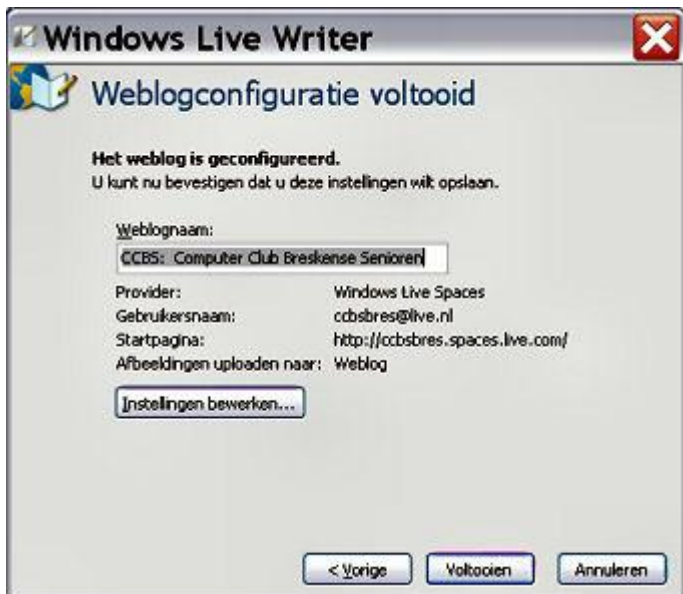 Windows Live Writer
Weblogconfiguratie voltooid
Het weblog is geconfigureerd.
U kunt nu bevestigen dat u deze instellingen wilt opslaan.
Weblognaam:
CCBS: Computer Club Breskense Senioren
Provider: Windows Live Spaces
Gebruikersnaam: ccbsbres@live.nl
Startpagina: http://ccbsbres.spaces.live.com/
Afbeeldingen uploaden naar: Weblog
Instellingen bewerken...
< Vorige Voltooien Annuleren